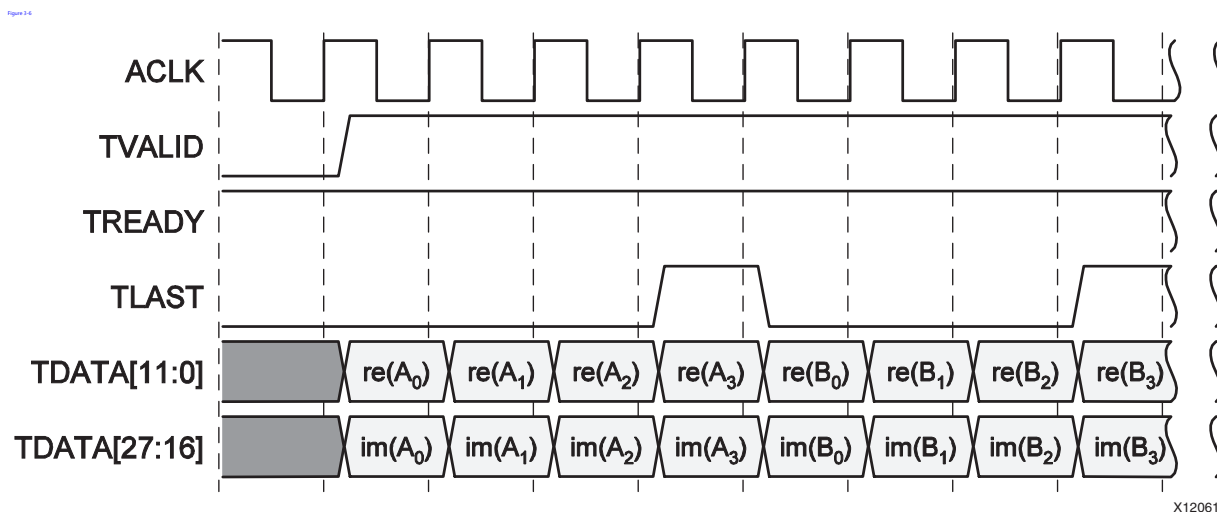 Figure 3-6
ACLK
TVALID
TREADY
TLAST
TDATA[11:0] re(A0) re(A1) re(A2) re(A3) re(B0) re(B1) re(B2) re(B3)
TDATA[27:16] im(A0) im(A1) im(A2) im(A3) im(B0) im(B1) im(B2) im(B3)
X12061